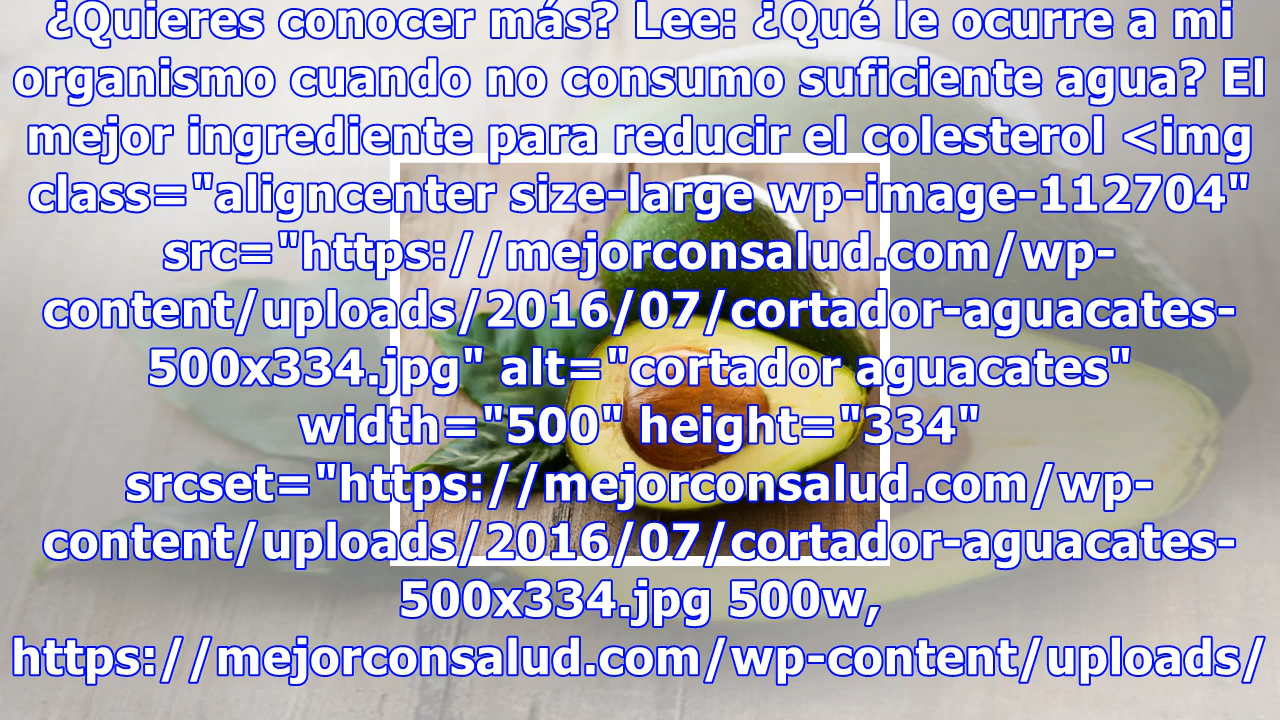 ¿Quieres conocer más? Lee: ¿Qué le ocurre a mi
organismo cuando no consumo suficiente agua? El
mejor ingrediente para reducir el colesterol <img
class="aligncenter size-large wp-image-112704"
src="https://mejorconsalud.com/wp-
content/uploads/2016/07/cortador-aguacates-
500x334.jpg" alt="cortador aguacates"
width="500" height="334"
srcset="https://mejorconsalud.com/wp-
content/uploads/2016/07/cortador-aguacates-
500x334.jpg 500w,
https://mejorconsalud.com/wp-content/uploads/